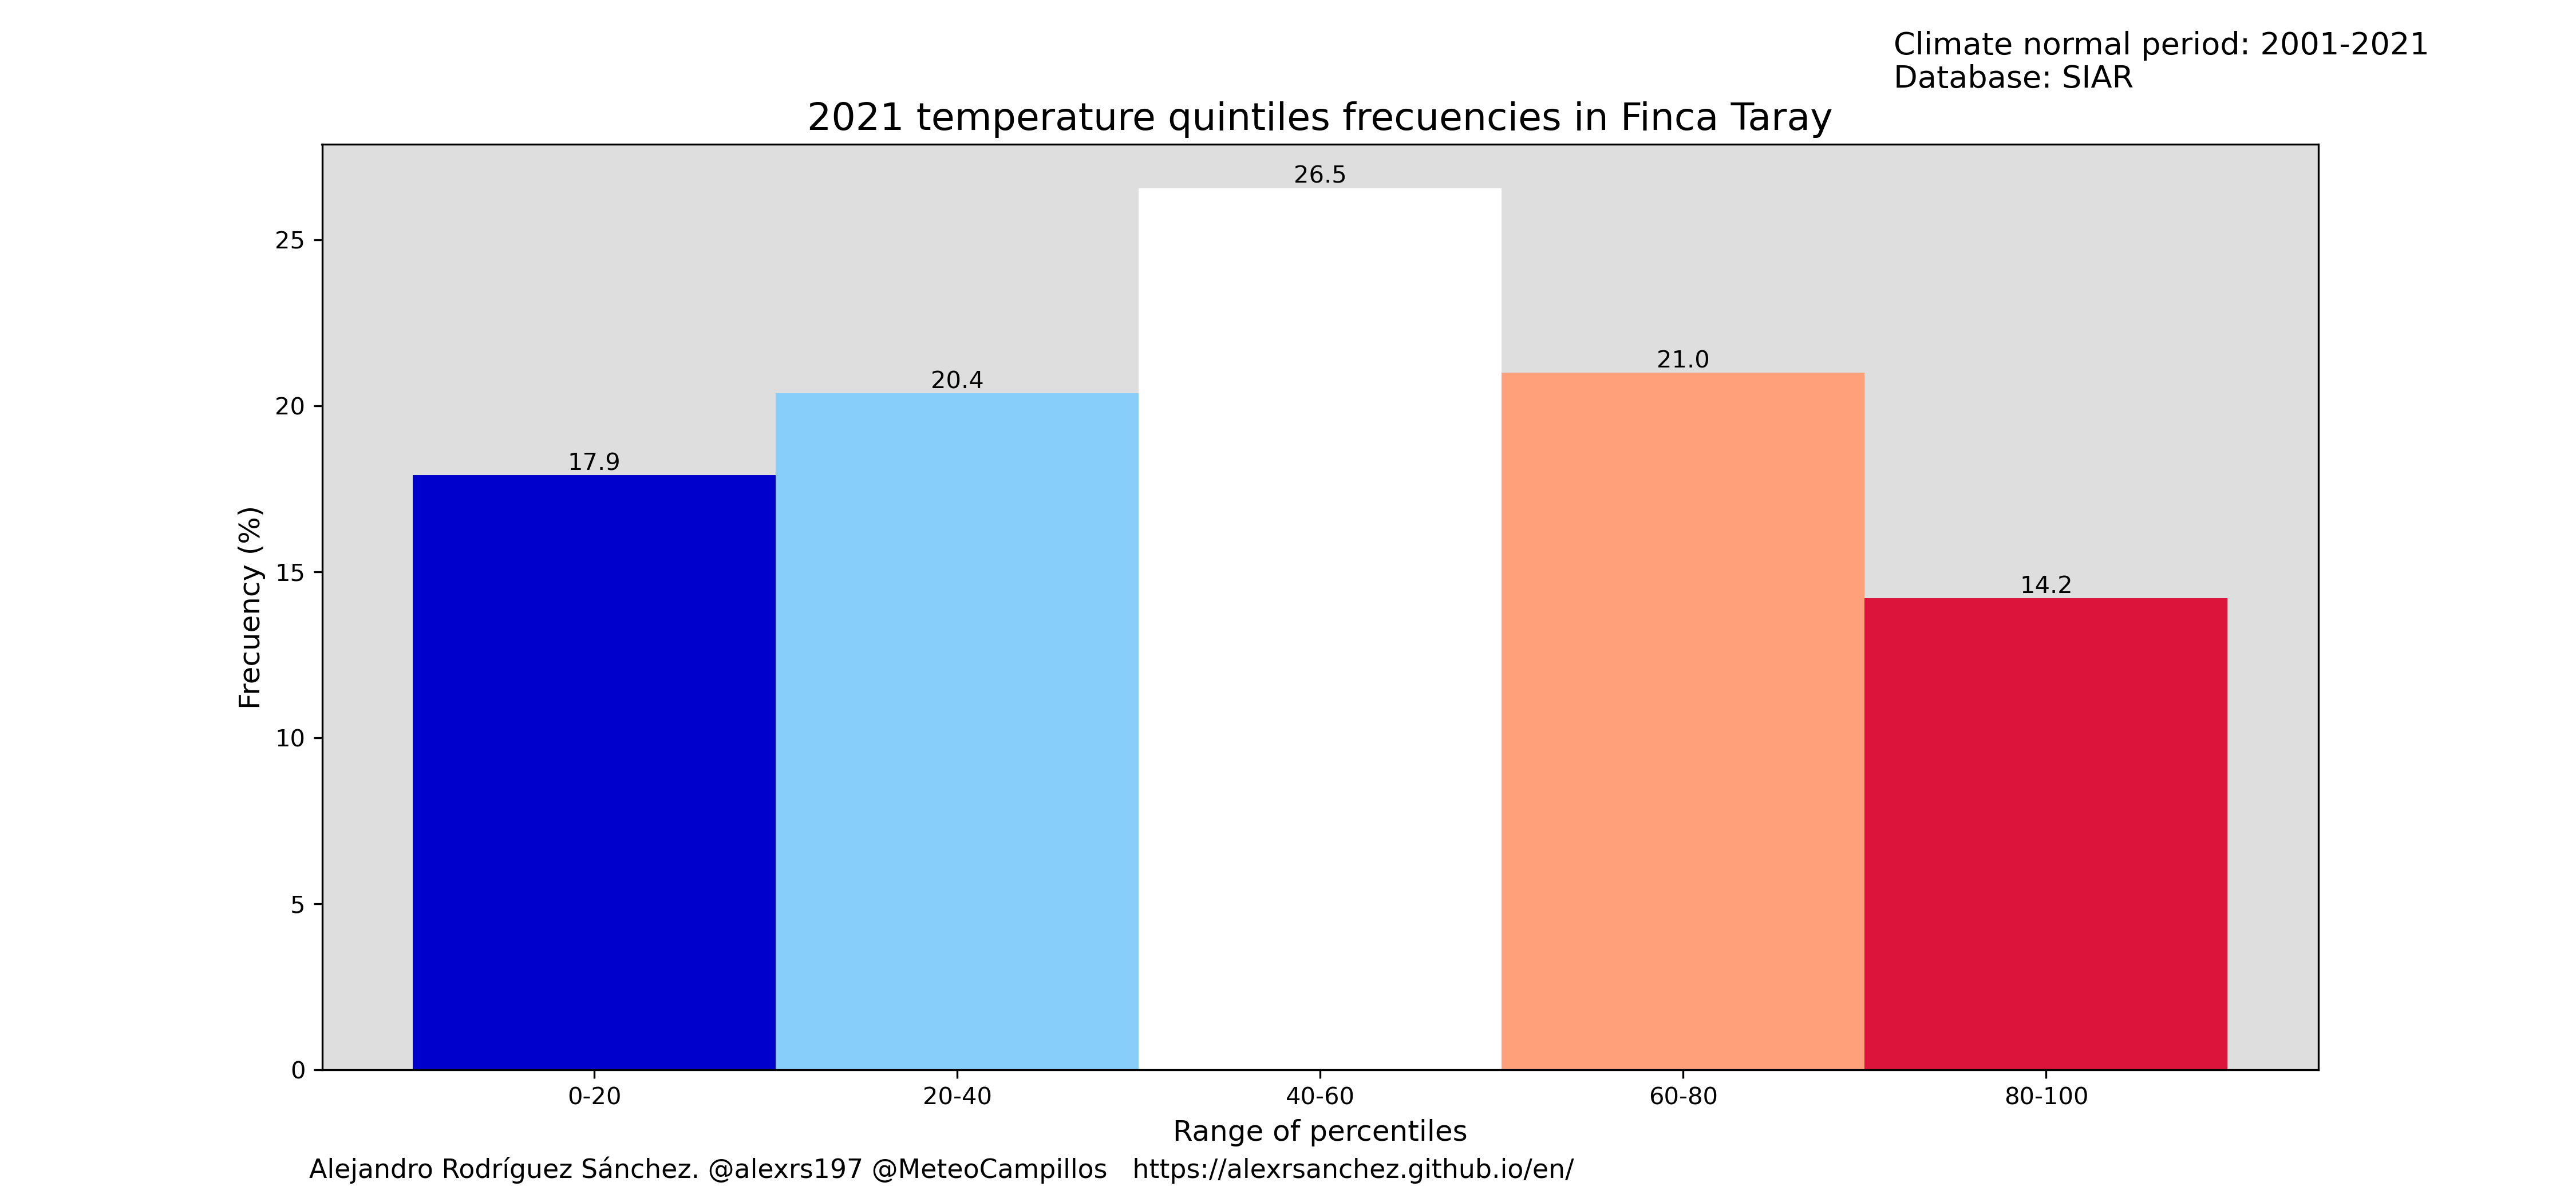 Climate normal period: 2001-2021
Database: SIAR
2021 temperature quintiles frecuencies in Finca Taray
Frecuency (%)
25
20
15
10
5
0
17.9
20.4
26.5
21.0
14.2
0-20
20-40
40-60
60-80
80-100
Range of percentiles
Alejandro Rodríguez Sánchez. @alexrs197 @MeteoCampillos https://alexrsanchez.github.io/en/